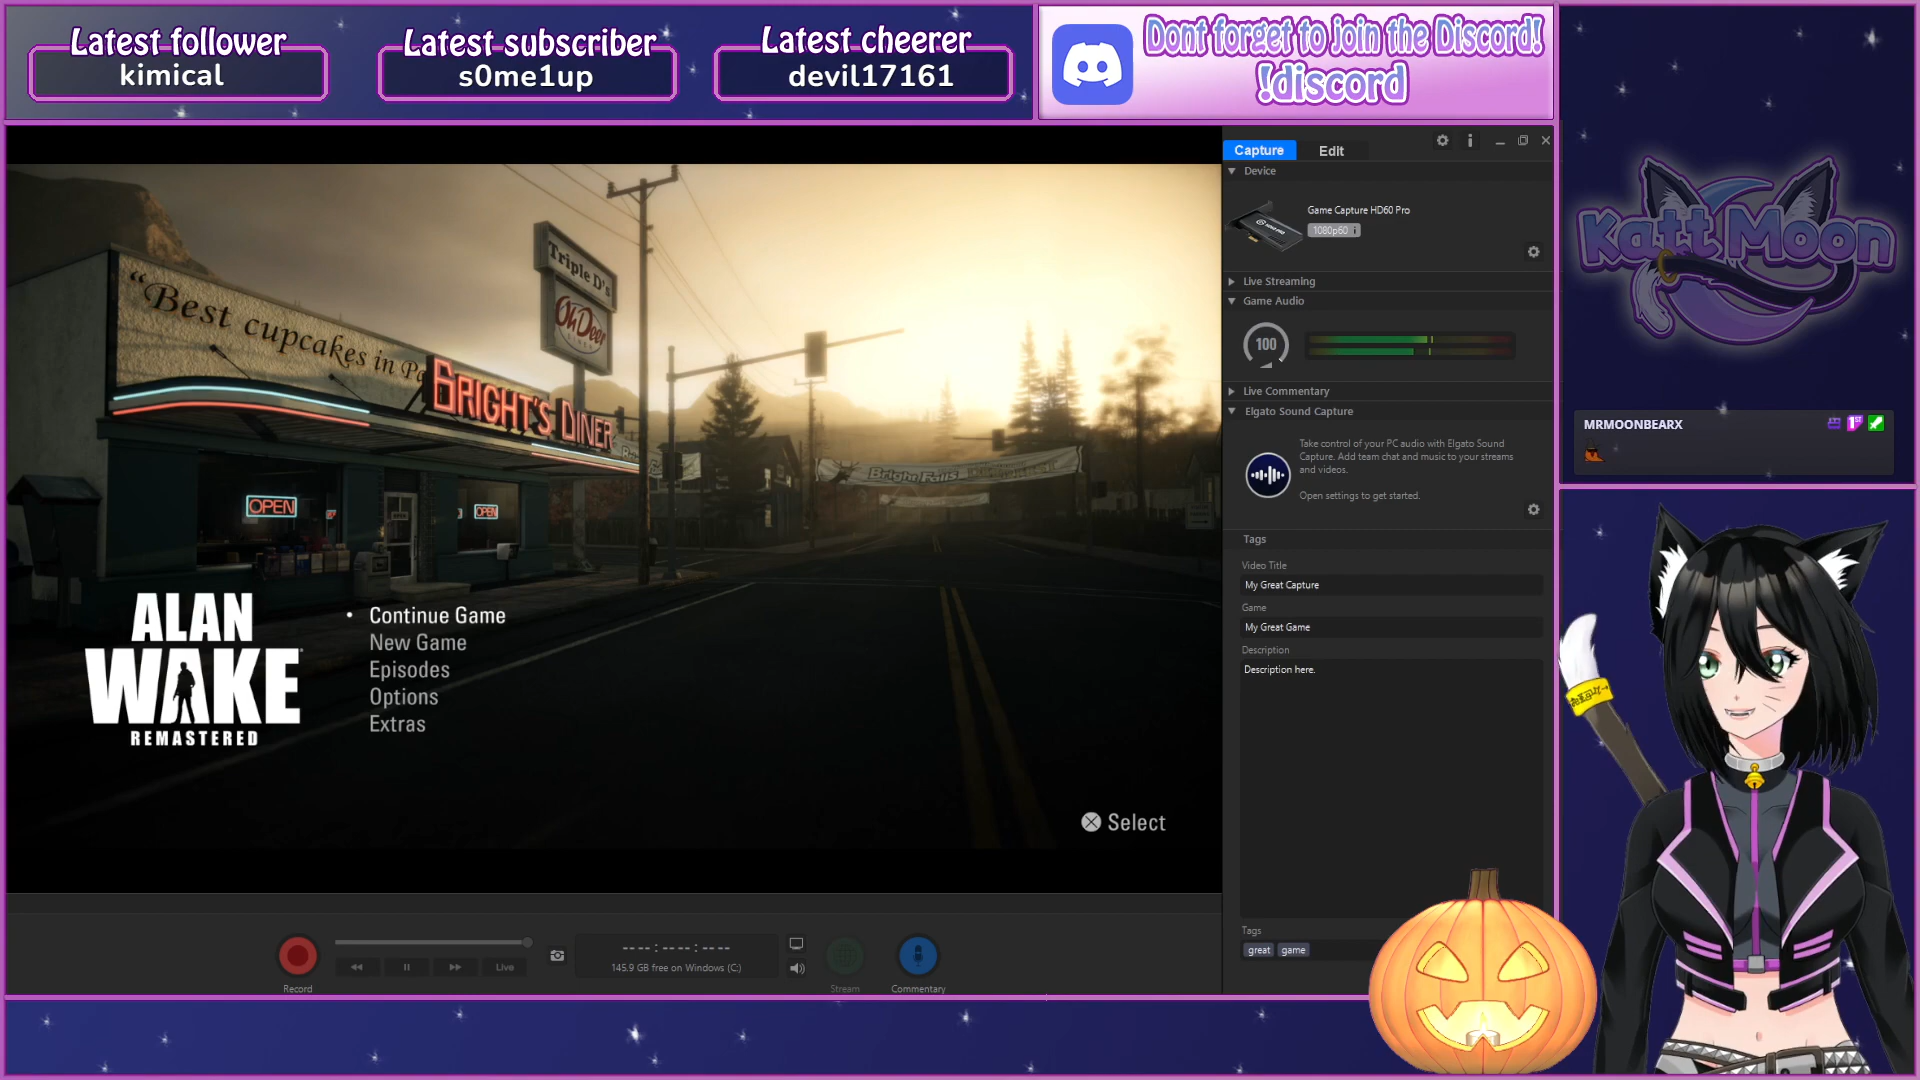 Latest follower
kimical
Latest subscriber
s0me1up
Latest cheerer
devil17161
Dont forget to join the Discord!
!discord
Capture
Edit
Device
Game Capture HD60 Pro
1080p60
Live Streaming
Game Audio
100
Live Commentary
Elgato Sound Capture
Take control of your PC audio with Elgato Sound
Capture. Add team chat and music to your streams
and videos.
Open settings to get started.
Tags
Video Title
My Great Capture
Game
My Great Game
Description
Description here.
Tags
great
game
Katt Moon
MRMOONBEARX
1ST
"Best cupcakes in
Triple D's
Oh Deer
BRIGHT'S DINER
OPEN
OPEN
Bright Falls
ALAN
WAKE
REMASTERED
Continue Game
New Game
Episodes
Options
Extras
Select
Record
Live
-- -- : -- -- : -- --
145.9 GB free on Windows (C:)
Stream
Commentary